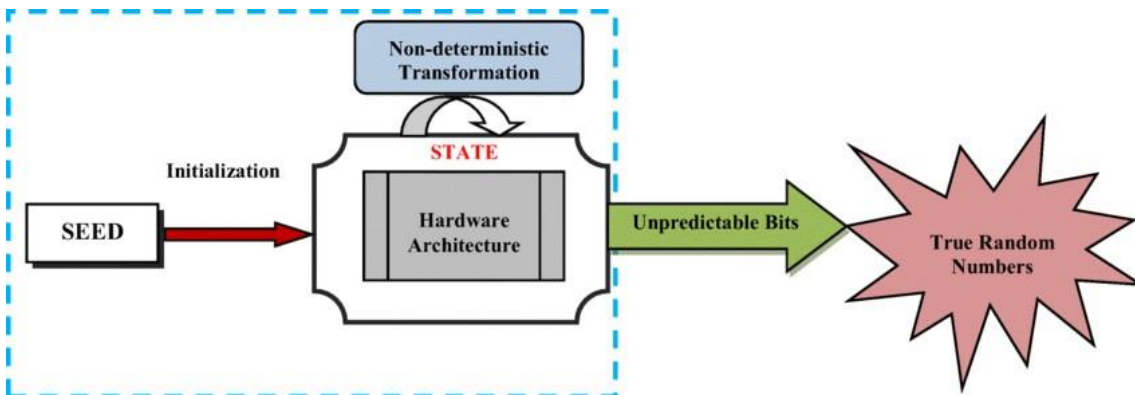 Non-deterministic
Transformation
STATE
Initialization
SEED
Hardware
Architecture
Unpredictable Bits
True Random
Numbers